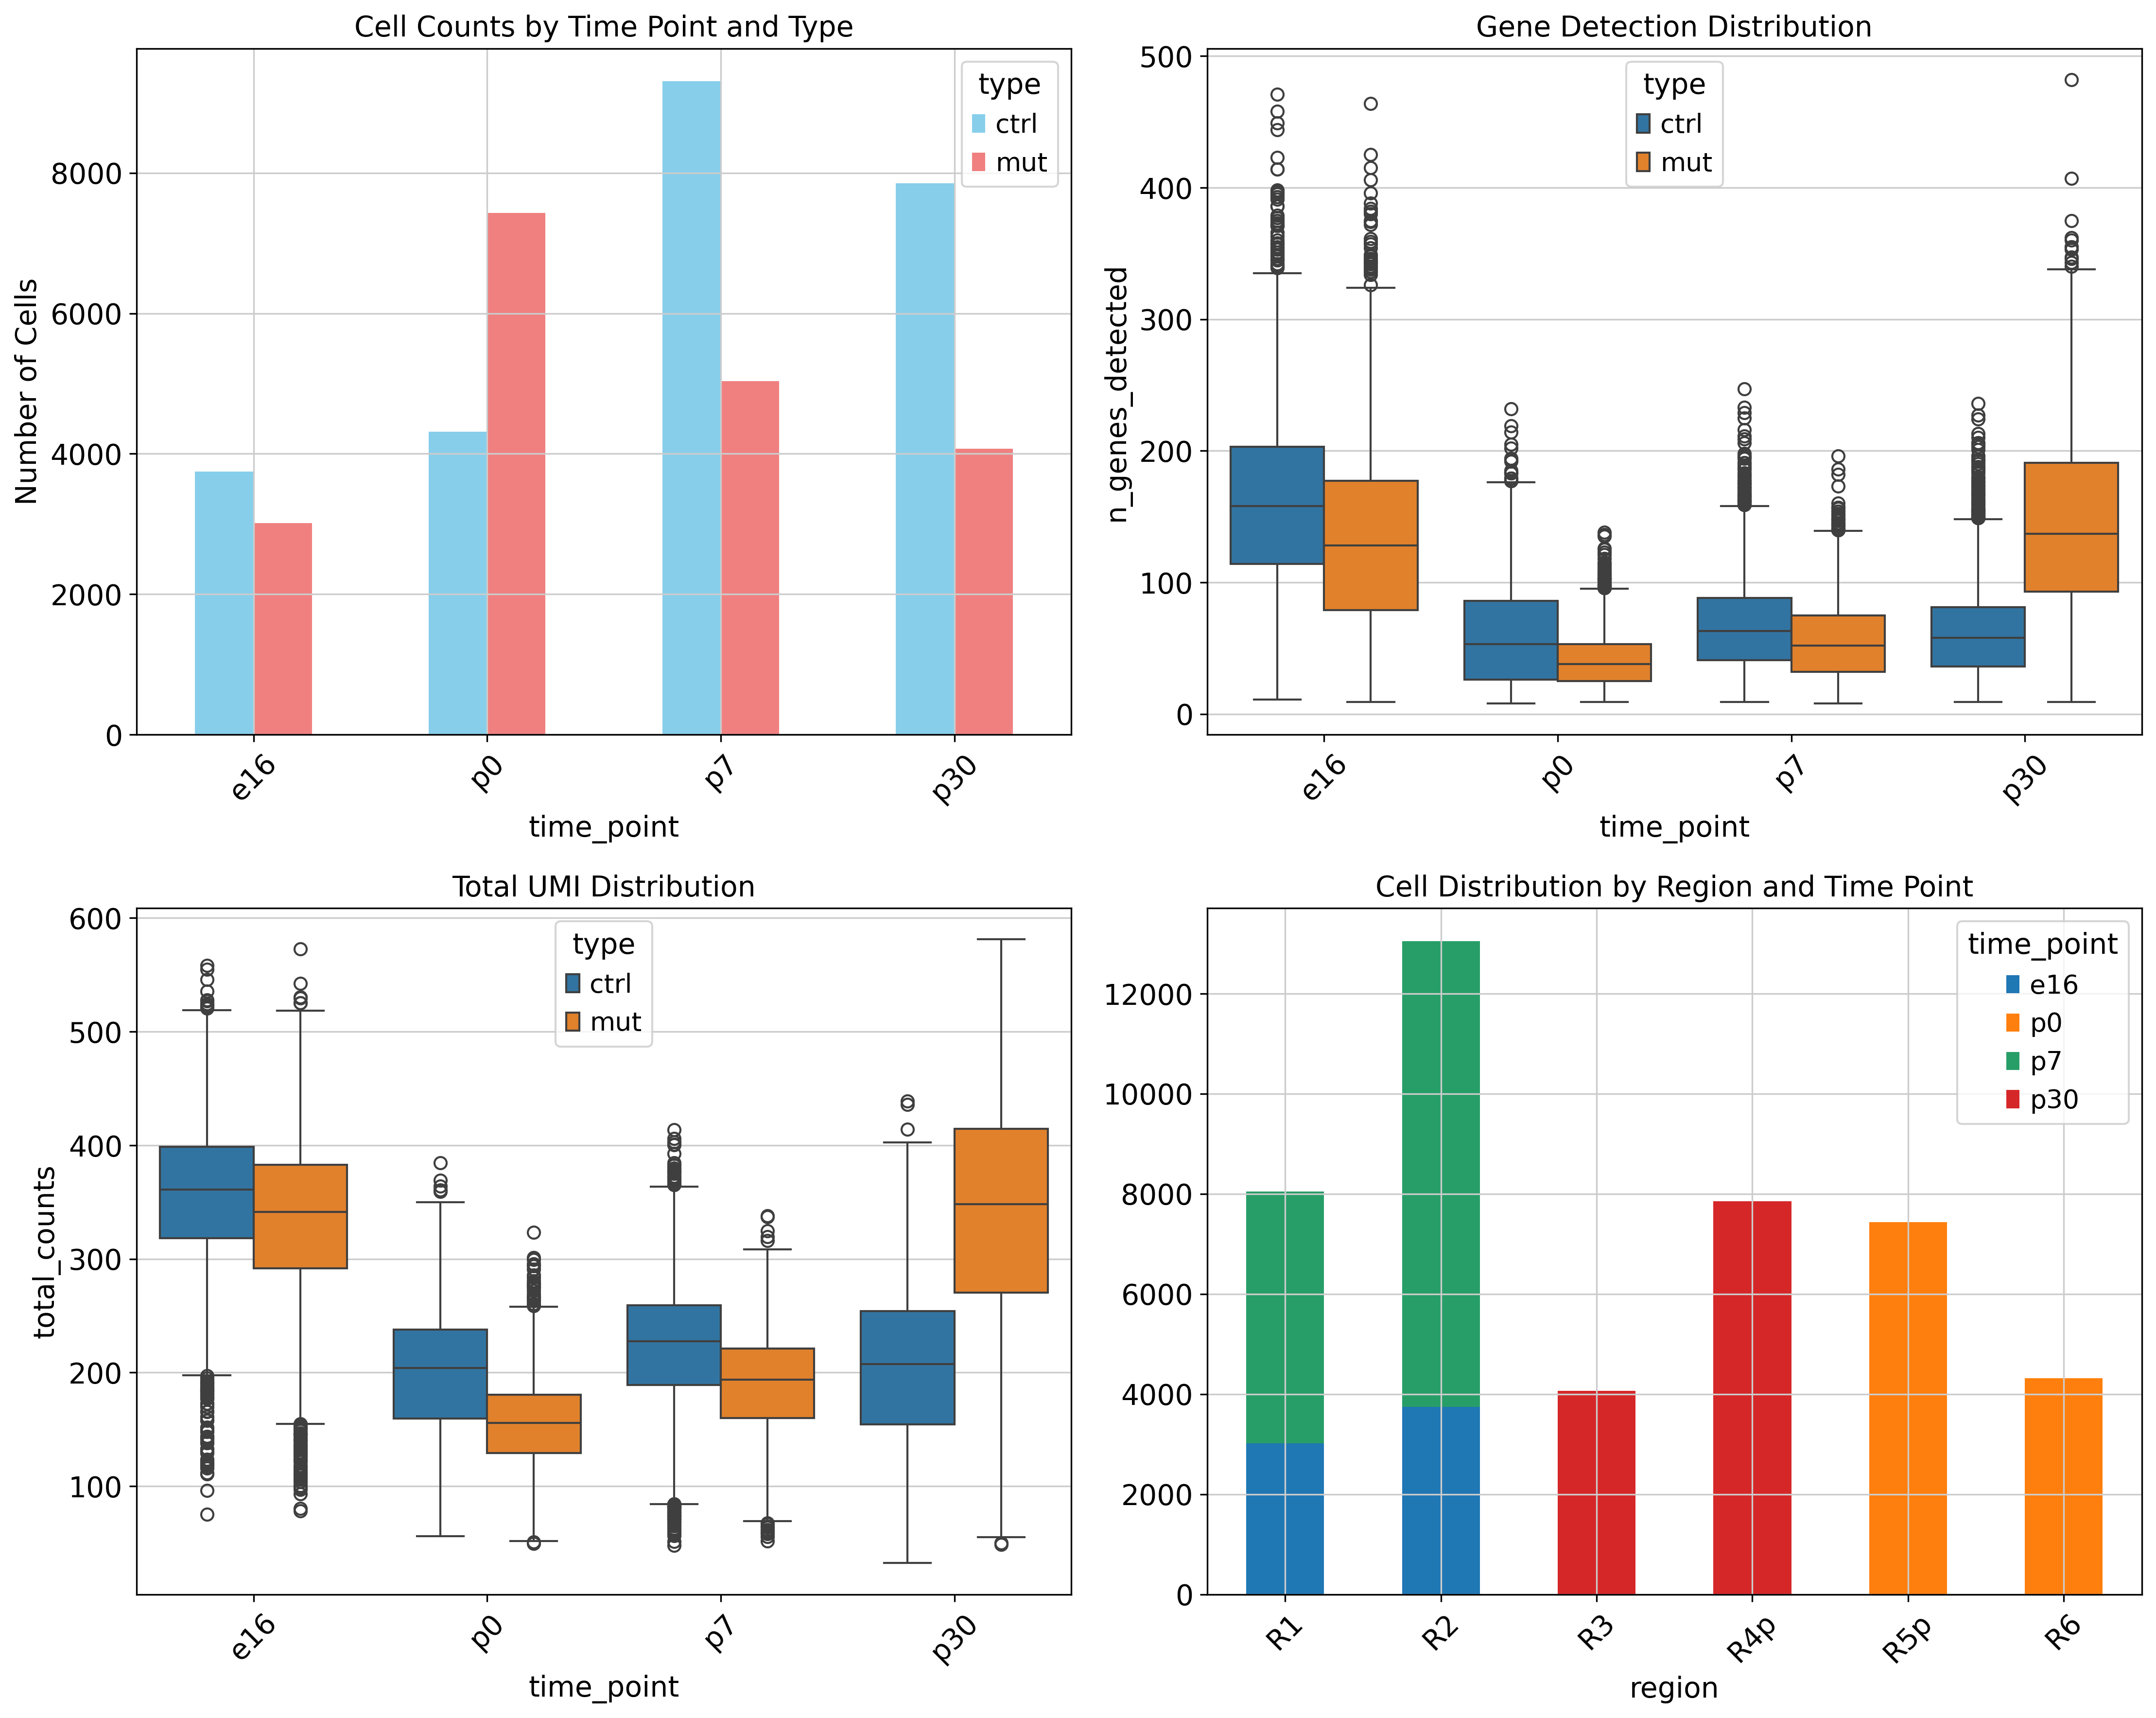 Cell Counts by Time Point and Type
Number of Cells
8000
6000
4000
2000
0
type
ctrl
mut
e16
p0
p7
p30
time_point
Gene Detection Distribution
n_genes_detected
500
400
300
200
100
0
type
ctrl
mut
e16
p0
p7
p30
time_point
Total UMI Distribution
total_counts
600
500
400
300
200
100
type
ctrl
mut
e16
p0
p7
p30
time_point
Cell Distribution by Region and Time Point
12000
10000
8000
6000
4000
2000
0
time_point
e16
p0
p7
p30
R1
R2
R3
R4p
R5p
R6
region